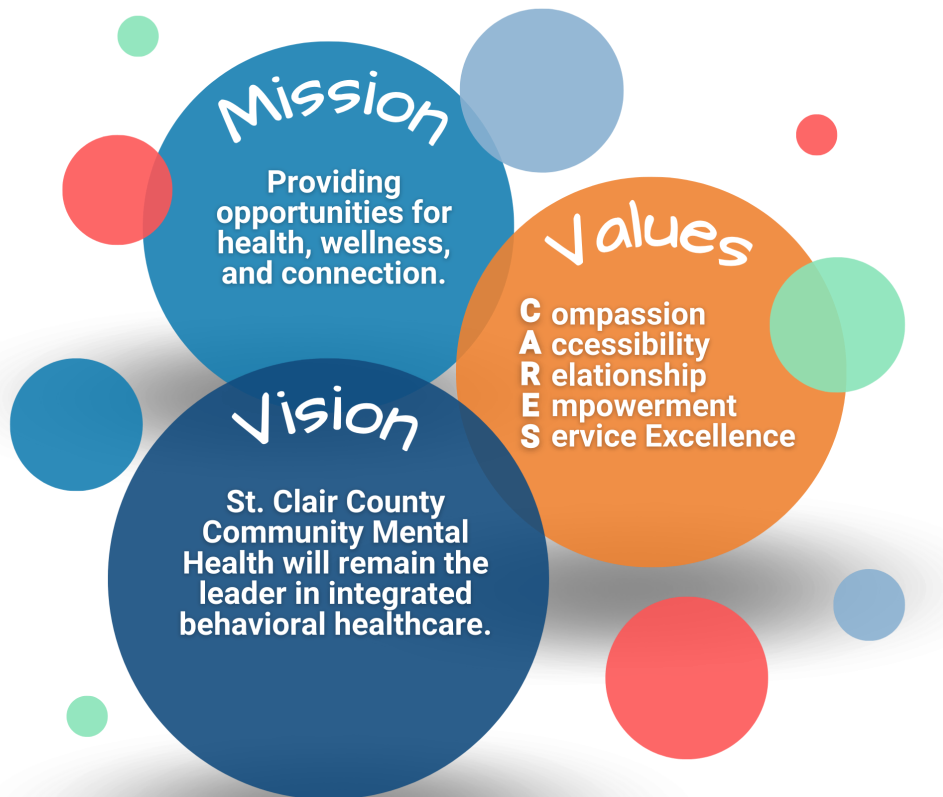 Mission
Providing
opportunities for
health, wellness,
and connection.
Values
C ompassion
A ccessibility
R elationship
E mpowerment
S ervice Excellence
Vision
St. Clair County
Community Mental
Health will remain the
leader in integrated
behavioral healthcare.